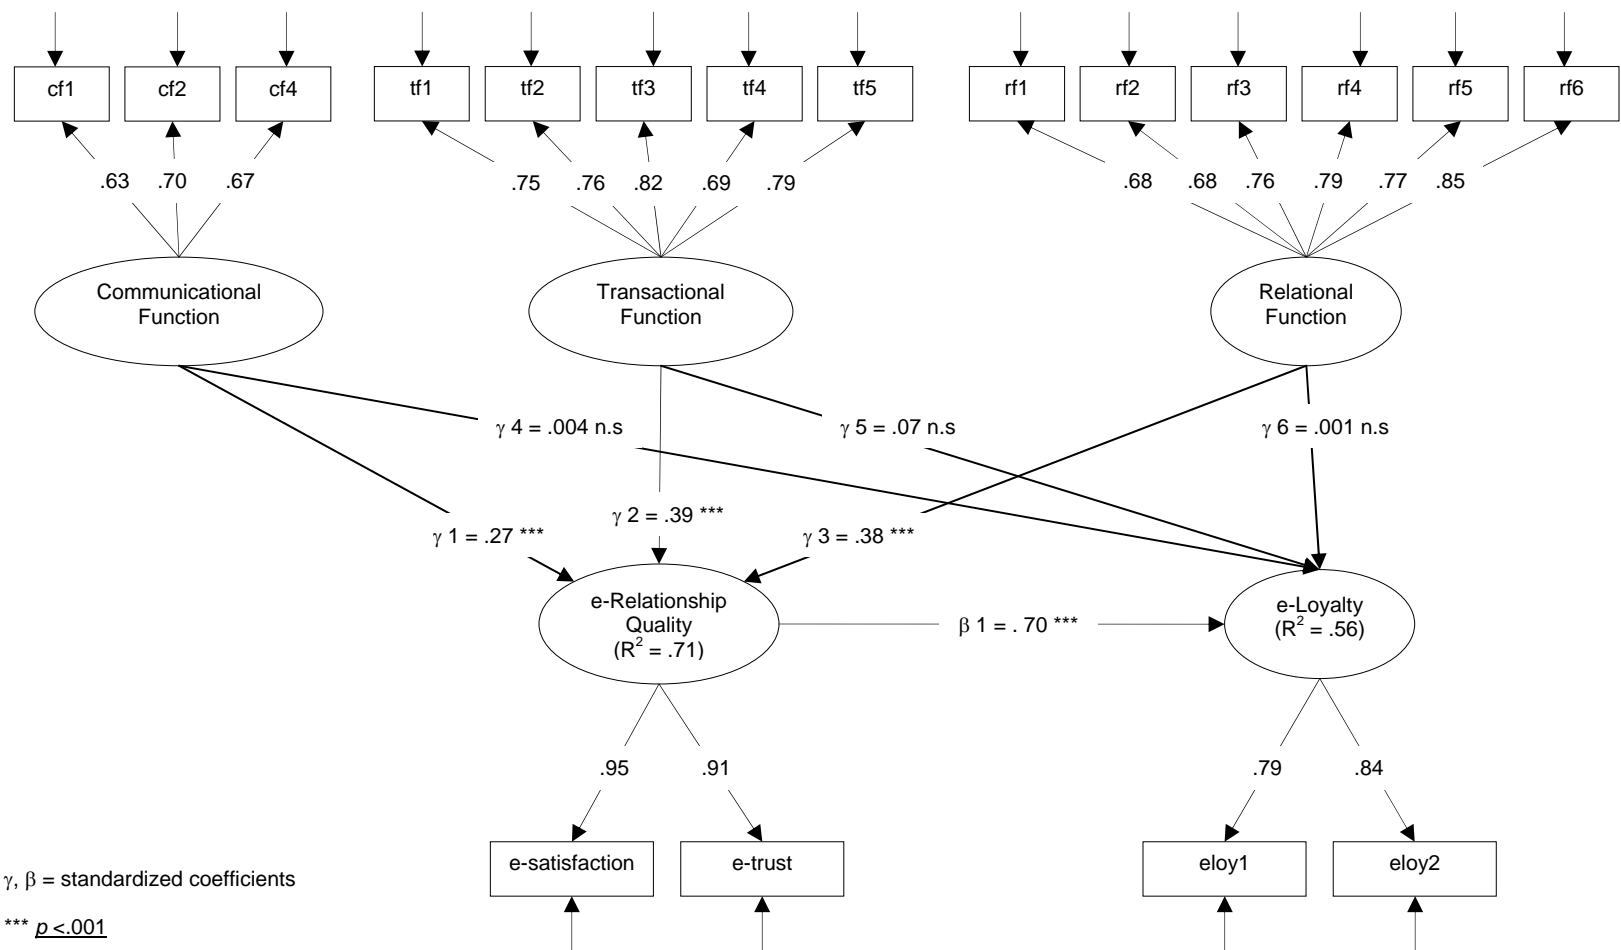 cf1 cf2 cf4 tf1 tf2 tf3 tf4 tf5 rf1 rf2 rf3 rf4 rf5 rf6
.63 .70 .67 .75 .76 .82 .69 .79 .68 .68 .76 .79 .77 .85
Communicational
Function
Transactional
Function
Relational
Function
γ 4 = .004 n.s γ 5 = .07 n.s γ 6 = .001 n.s
γ 2 = .39 ***
γ 1 = .27 *** γ 3 = .38 ***
e-Relationship
Quality
(R² = .71)
β 1 = . 70 ***
e-Loyalty
(R² = .56)
.95 .91 .79 .84
e-satisfaction e-trust eloy1 eloy2
γ, β = standardized coefficients
*** p <.001